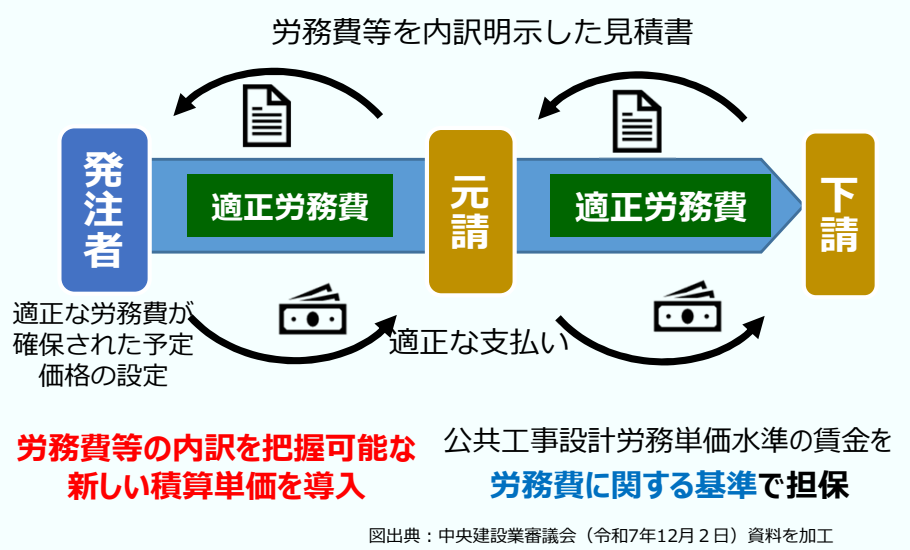 労務費等を内訳明示した見積書
発注者
適正労務費
元請
適正労務費
下請
適正な労務費が
確保された予定
価格の設定
適正な支払い
労務費等の内訳を把握可能な
新しい積算単価を導入
公共工事設計労務単価水準の賃金を
労務費に関する基準で担保
図出典：中央建設業審議会（令和7年12月２日）資料を加工